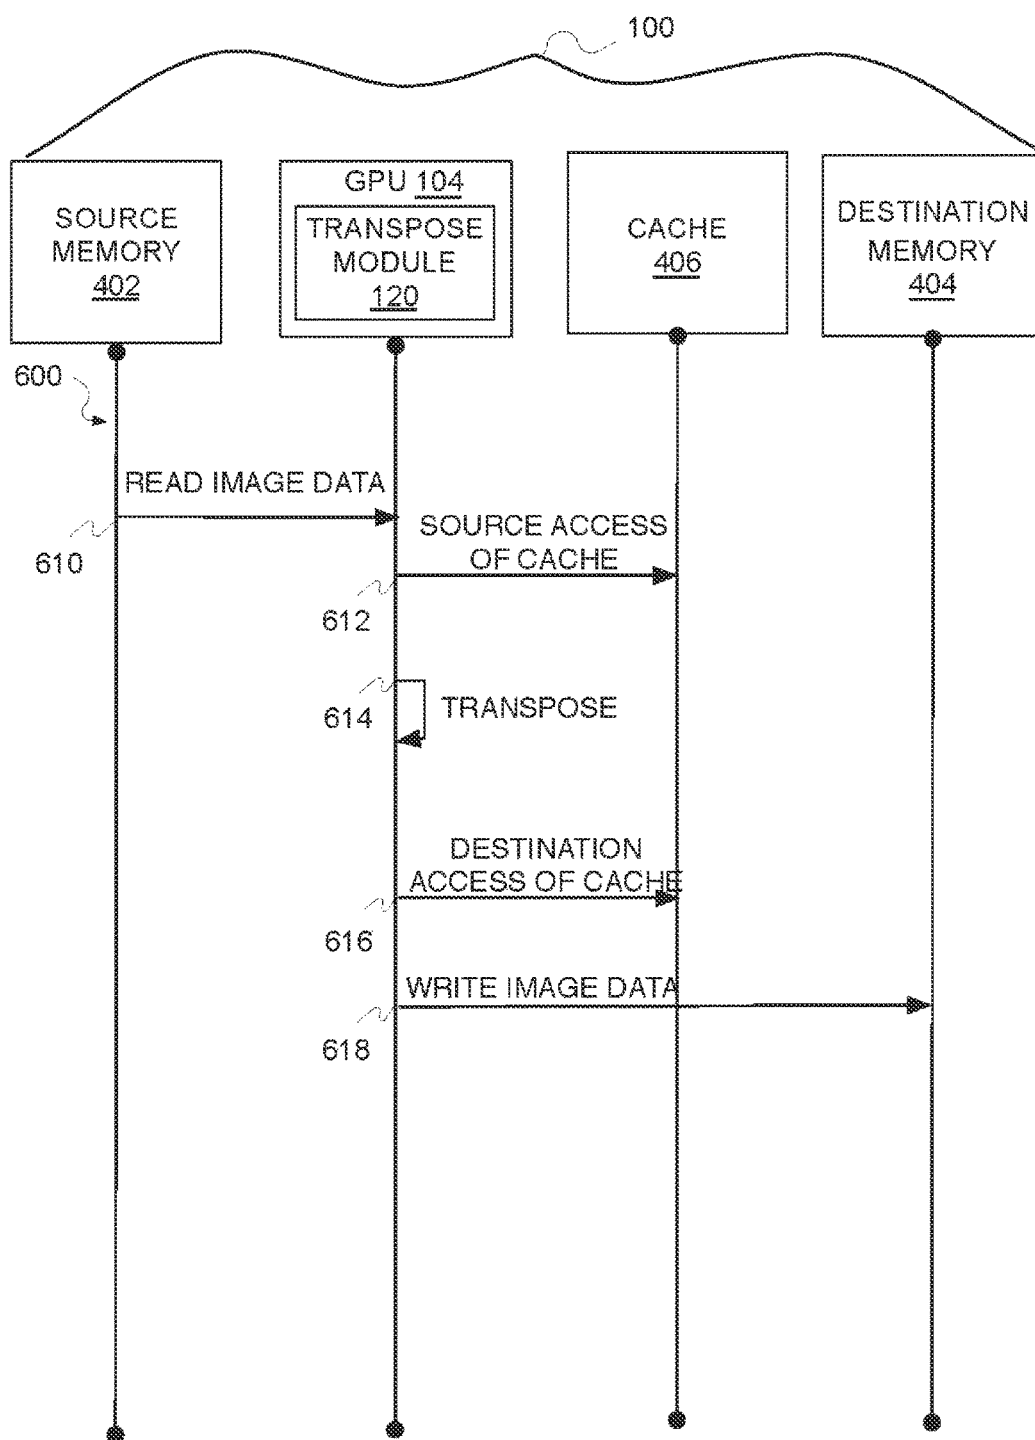 100
SOURCE
MEMORY
402
GPU 104
TRANSPOSE
MODULE
120
CACHE
406
DESTINATION
MEMORY
404
600
READ IMAGE DATA
610
SOURCE ACCESS
OF CACHE
612
614
TRANSPOSE
DESTINATION
ACCESS OF CACHE
616
WRITE IMAGE DATA
618